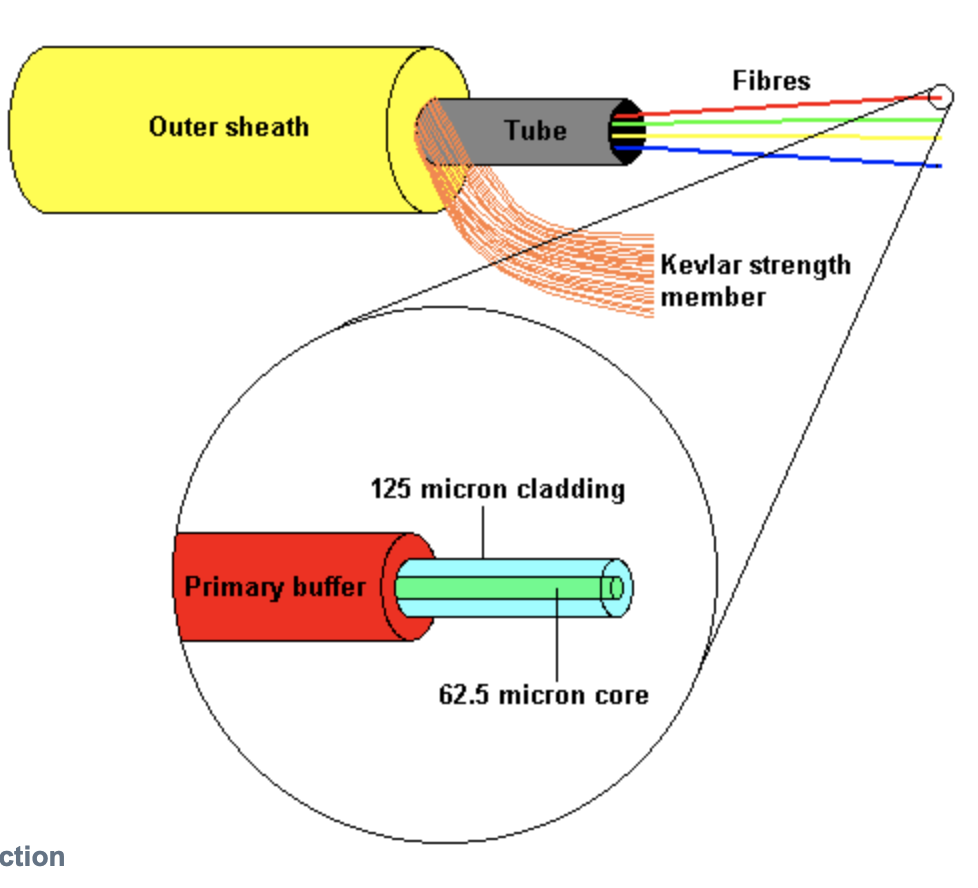 Fibres
Outer sheath
Tube
Kevlar strength
member
125 micron cladding
Primary buffer
62.5 micron core
ction